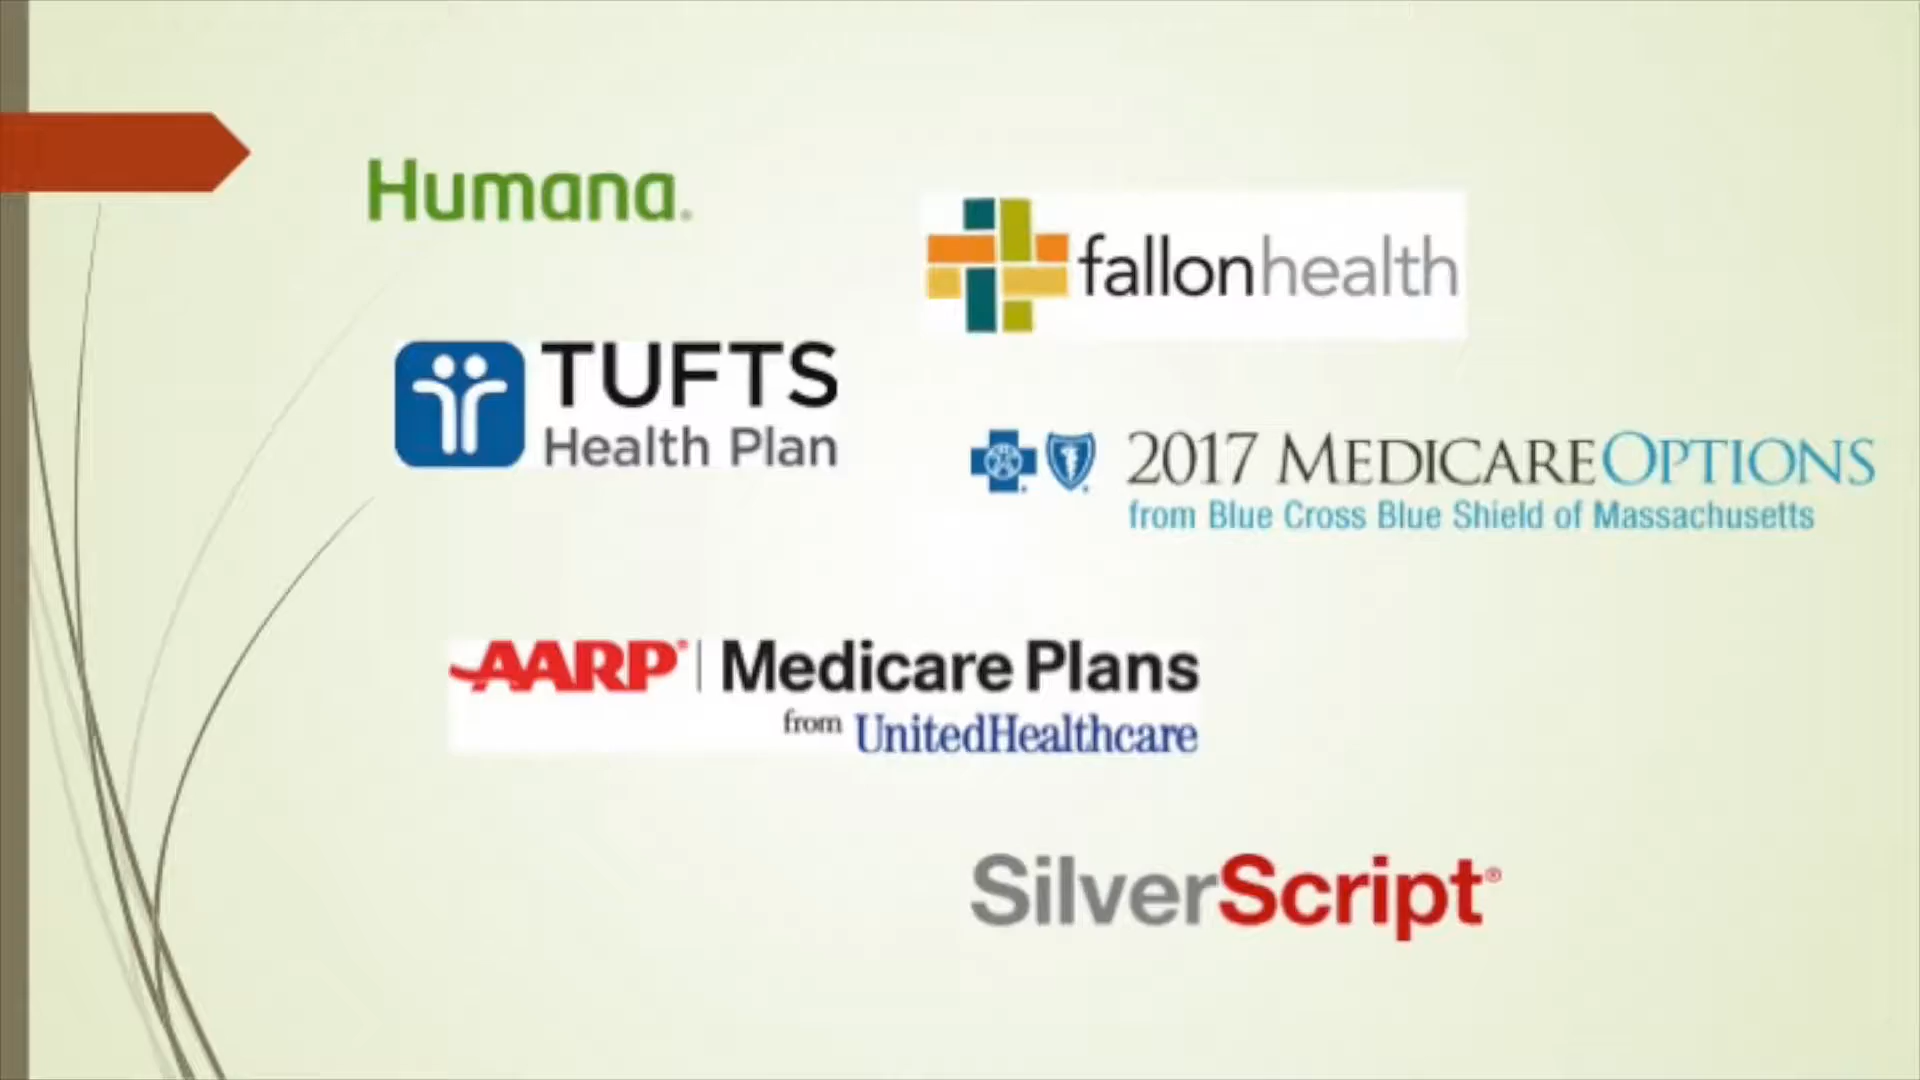 Humana®
fallonhealth
TUFTS
Health Plan
2017 MEDICAREOPTIONS
from Blue Cross Blue Shield of Massachusetts
AARP® | Medicare Plans
from UnitedHealthcare
SilverScript®